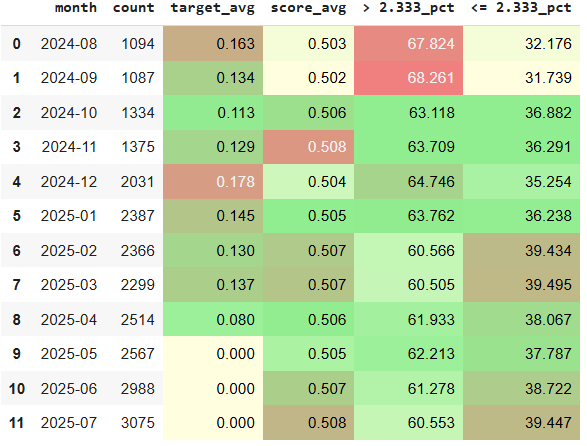 month count target_avg score_avg > 2.333_pct <= 2.333_pct
0 2024-08 1094 0.163 0.503 67.824 32.176
1 2024-09 1087 0.134 0.502 68.261 31.739
2 2024-10 1334 0.113 0.506 63.118 36.882
3 2024-11 1375 0.129 0.508 63.709 36.291
4 2024-12 2031 0.178 0.504 64.746 35.254
5 2025-01 2387 0.145 0.505 63.762 36.238
6 2025-02 2366 0.130 0.507 60.566 39.434
7 2025-03 2299 0.137 0.507 60.505 39.495
8 2025-04 2514 0.080 0.506 61.933 38.067
9 2025-05 2567 0.000 0.505 62.213 37.787
10 2025-06 2988 0.000 0.507 61.278 38.722
11 2025-07 3075 0.000 0.508 60.553 39.447